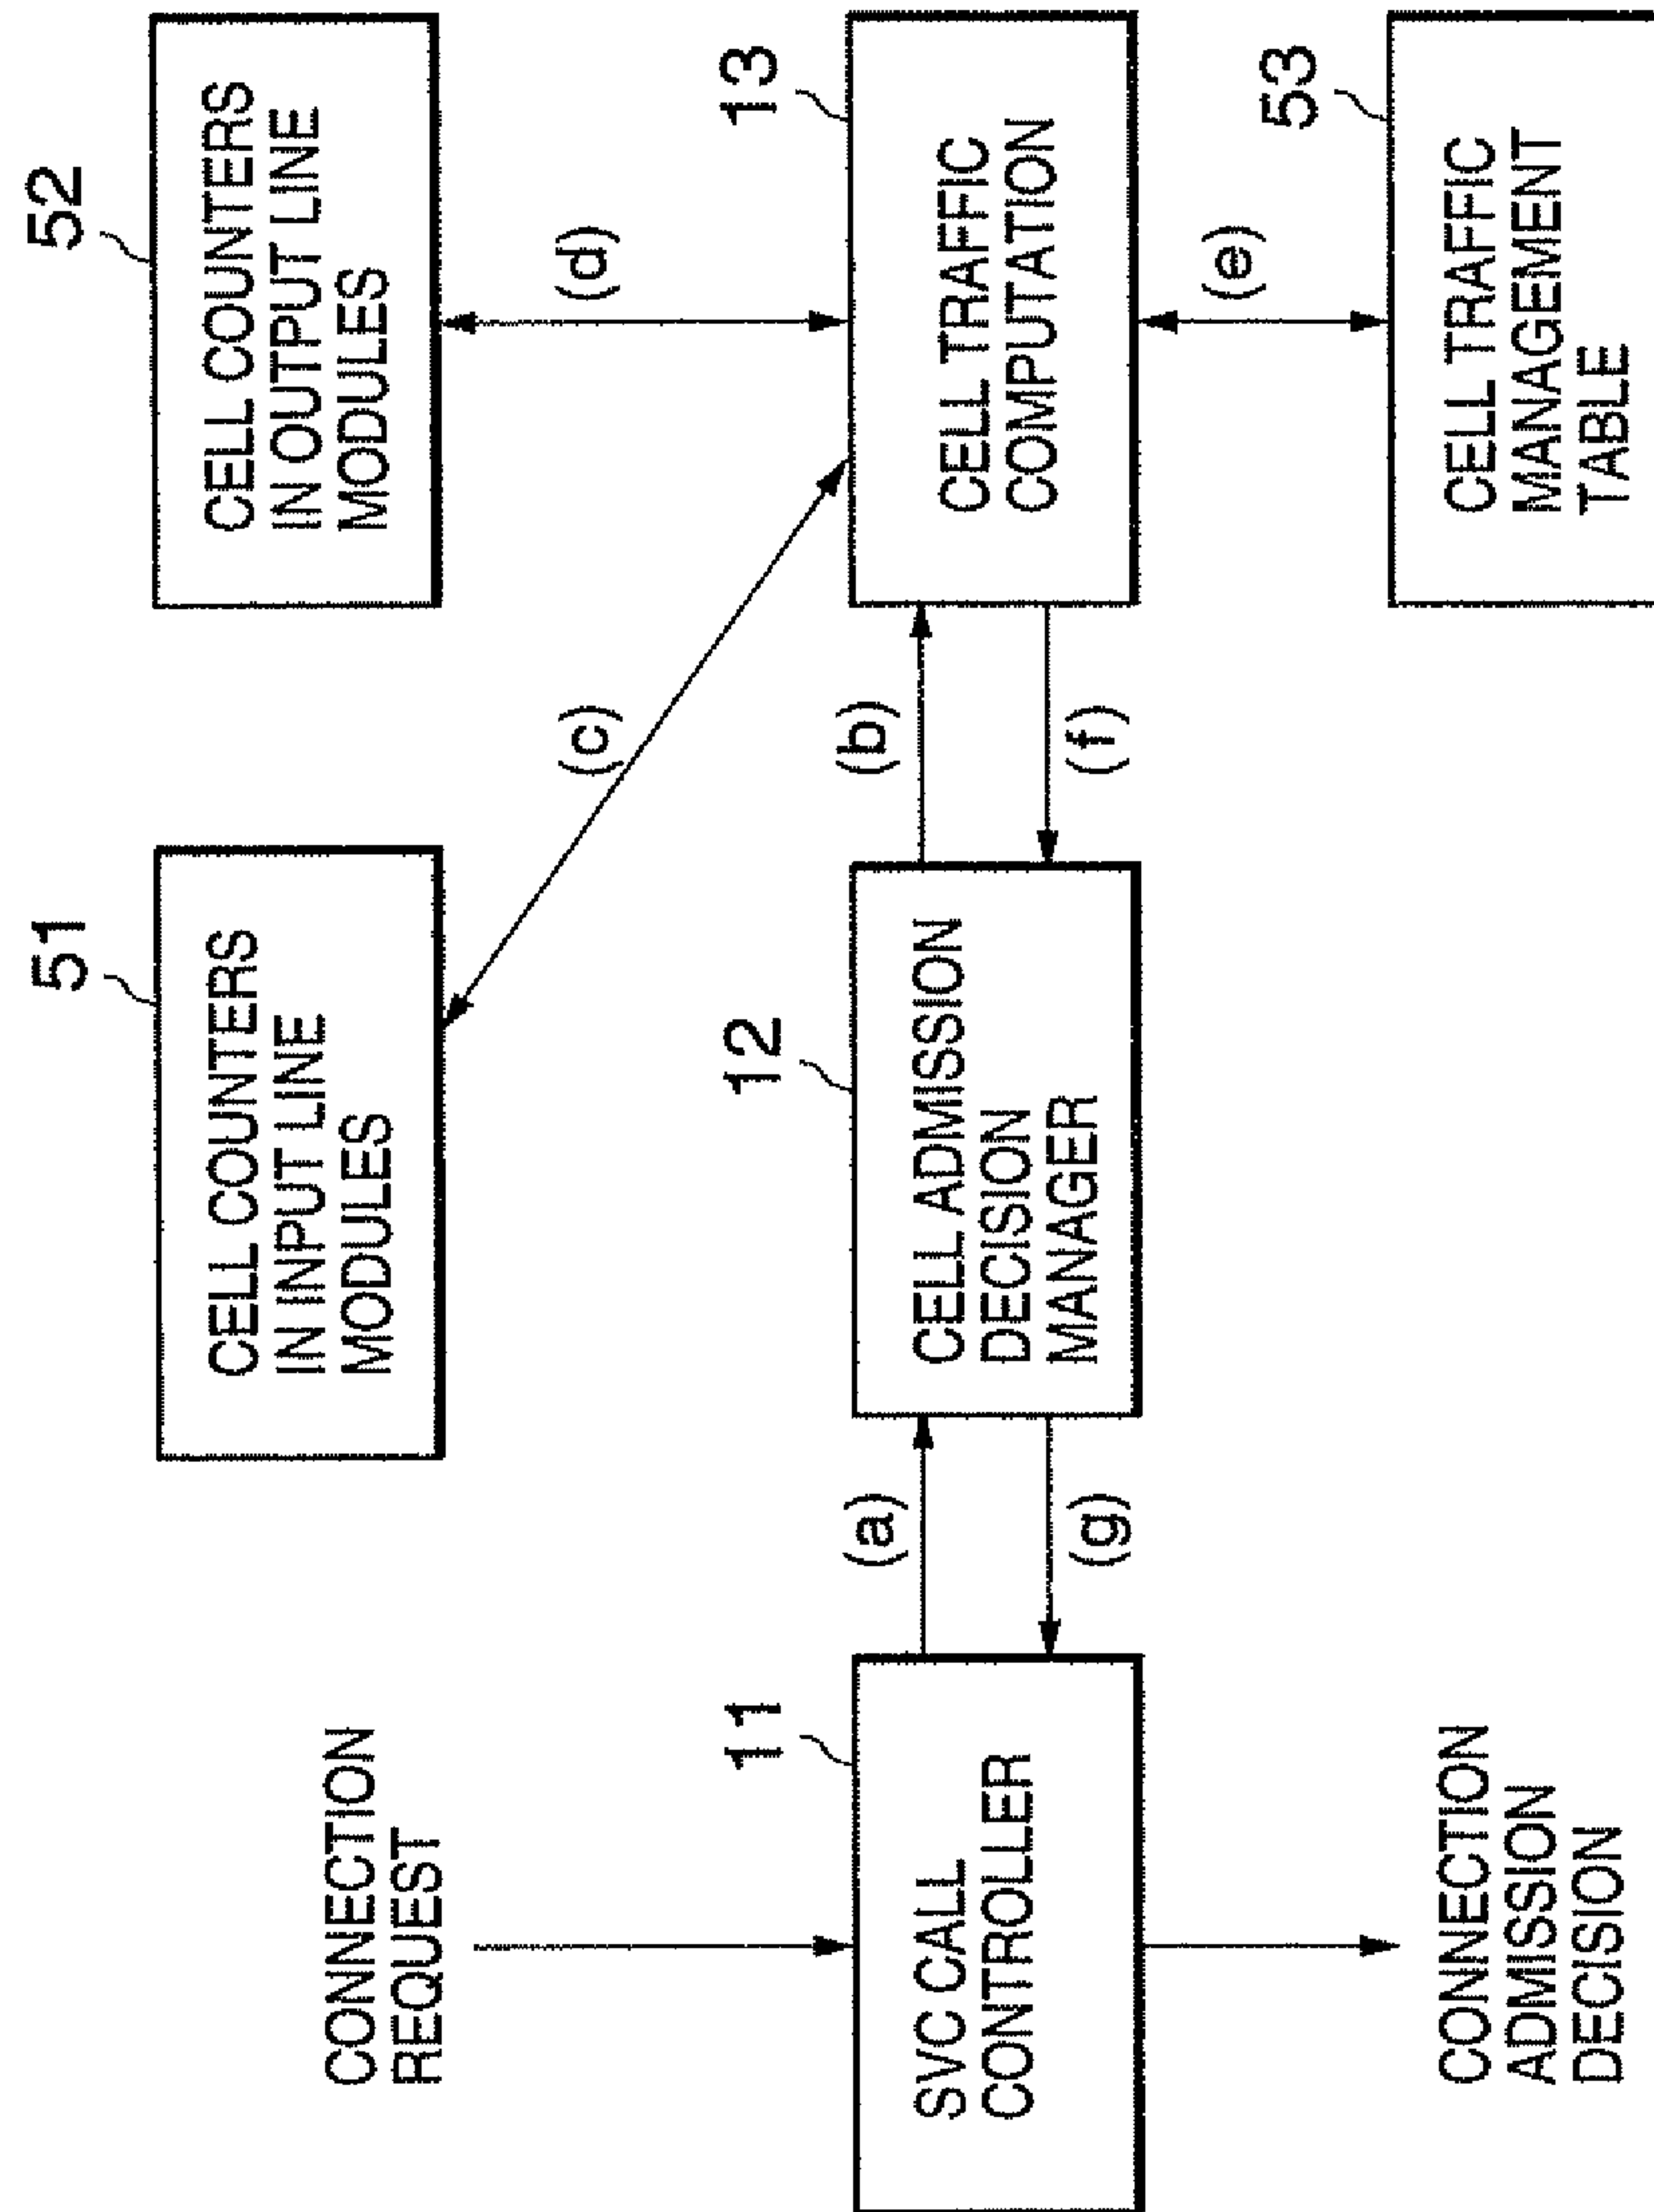 CONNECTION
REQUEST
11
SVC CALL
CONTROLLER
CONNECTION
ADMISSION
DECISION
(a)
(g)
51
CELL COUNTERS
IN INPUT LINE
MODULES
12
CELL ADMISSION
DECISION
MANAGER
(c)
(b)
(f)
52
CELL COUNTERS
IN OUTPUT LINE
MODULES
(d)
13
CELL TRAFFIC
COMPUTATION
(e)
53
CELL TRAFFIC
MANAGEMENT
TABLE